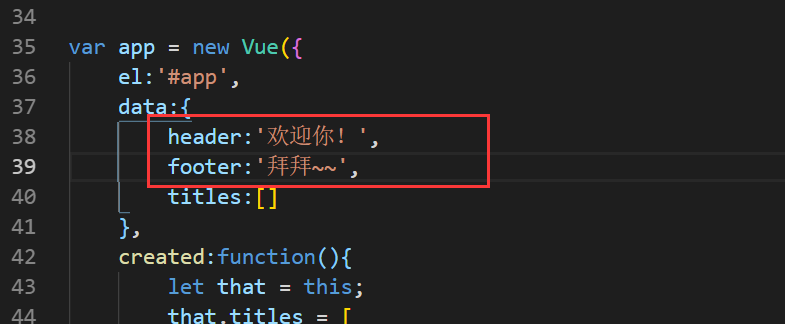 34
35 var app = new Vue({
36 el:'#app',
37 data:{
38 header:'欢迎你！',
39 footer:'拜拜~~',
40 titles:[]
41 },
42 created:function(){
43 let that = this;
44 that.titles = [